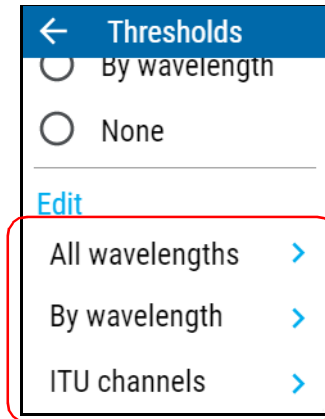 Thresholds
By wavelength
None
Edit
All wavelengths
By wavelength
ITU channels